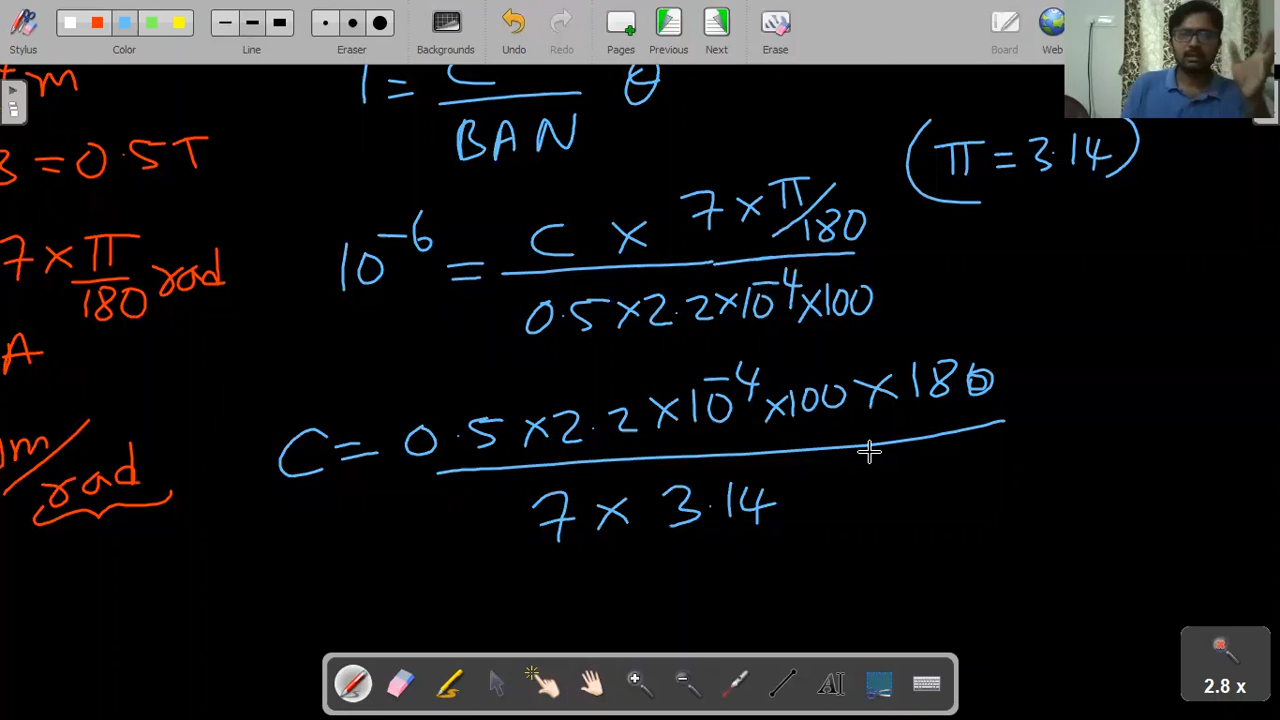 Stylus Color Line Eraser Backgrounds Undo Redo Pages Previous Next Erase Board Web
I = C/BAN θ
B = 0.5T
(π = 3.14)
7 × π/180 rad
10⁻⁶ = C × 7 × π/180 / 0.5×2.2×10⁻⁴×100
A
C = 0.5×2.2×10⁻⁴×100×180 / 7 × 3.14
m/rad
2.8 x